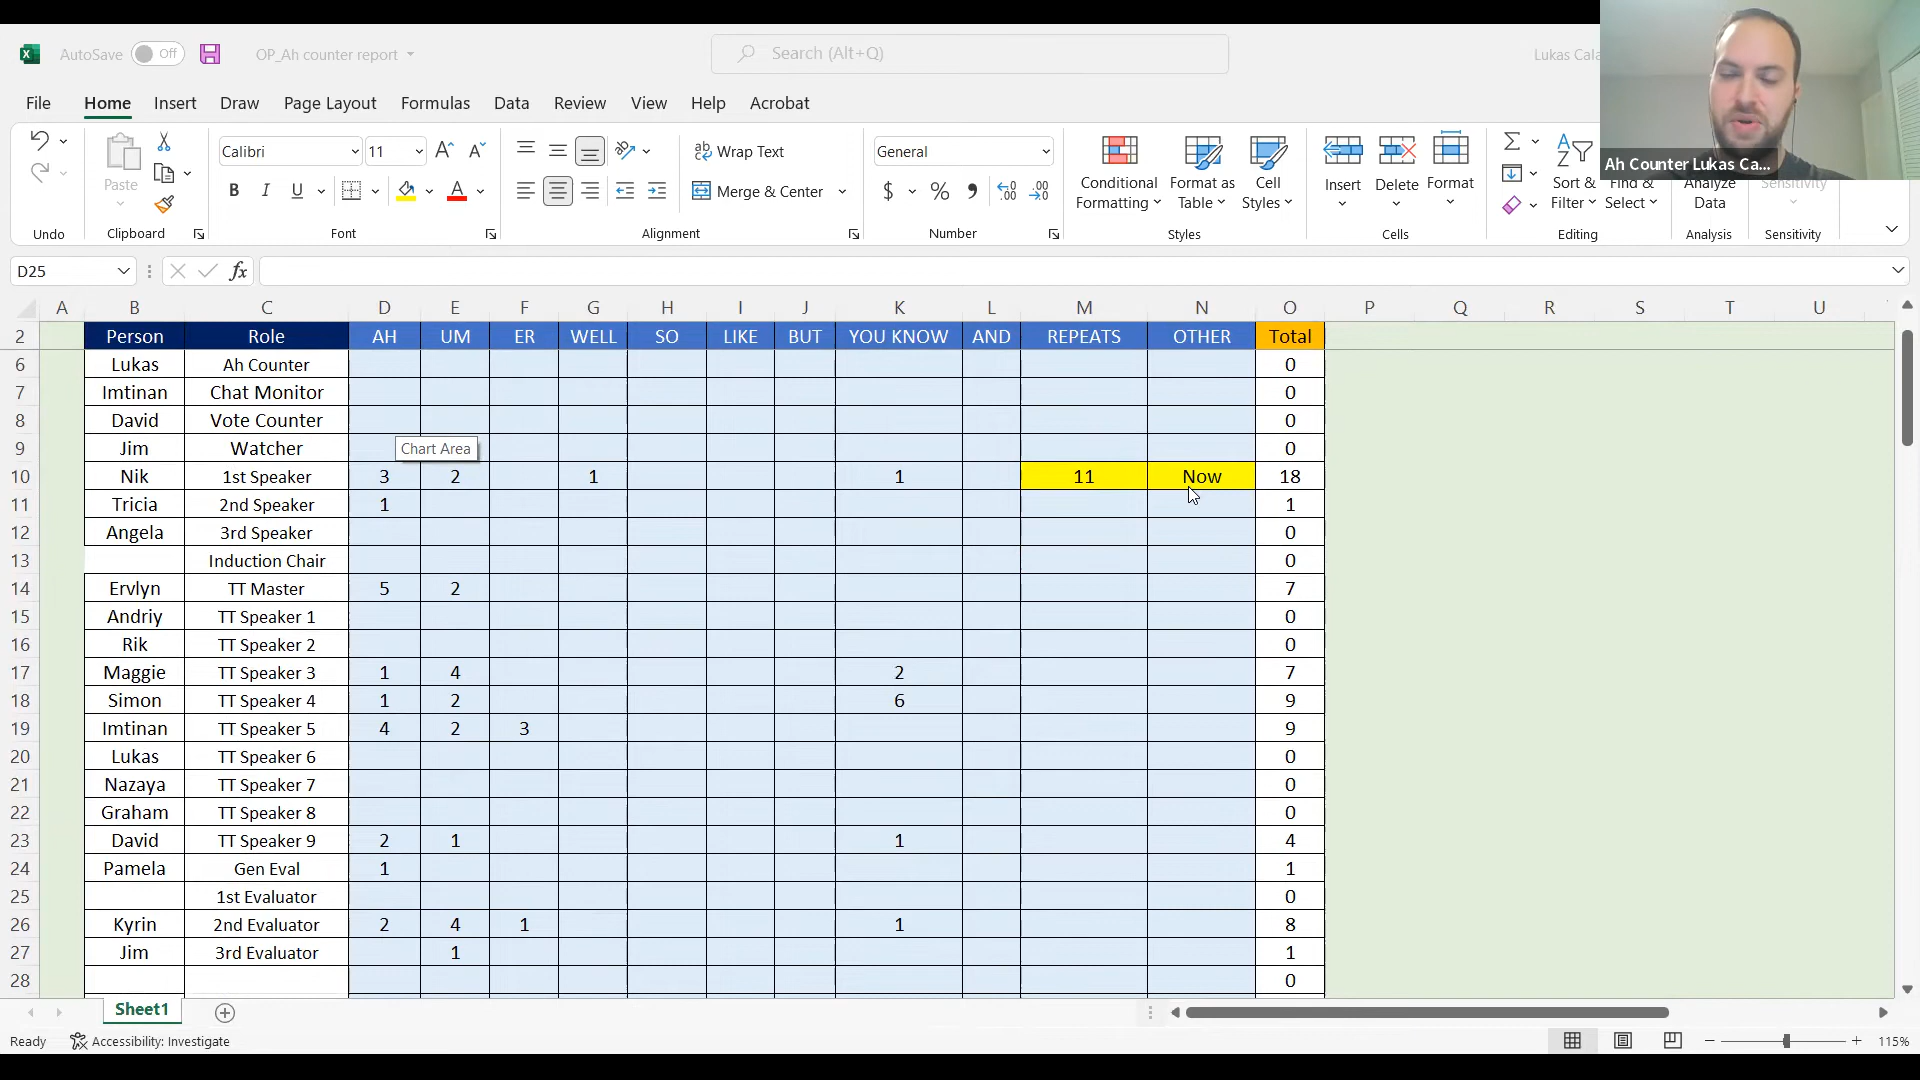 AutoSave Off OP_Ah counter report Search (Alt+Q) Lukas Cala
File Home Insert Draw Page Layout Formulas Data Review View Help Acrobat
Paste
Calibri 11
Wrap Text
Merge & Center
General
Conditional Formatting
Format as Table
Cell Styles
Insert
Delete
Format
Sort & Filter
Find & Select
Analyze Data
Sensitivity
Ah Counter Lukas Ca...
Undo Clipboard Font Alignment Number Styles Cells Editing Analysis Sensitivity
D25 fx
A B C D E F G H I J K L M N O P Q R S T U
2 Person Role AH UM ER WELL SO LIKE BUT YOU KNOW AND REPEATS OTHER Total
6 Lukas Ah Counter 0
7 Imtinan Chat Monitor 0
8 David Vote Counter 0
9 Jim Watcher 0
Chart Area
10 Nik 1st Speaker 3 2 1 1 11 Now 18
11 Tricia 2nd Speaker 1 1
12 Angela 3rd Speaker 0
13 Induction Chair 0
14 Ervlyn TT Master 5 2 7
15 Andriy TT Speaker 1 0
16 Rik TT Speaker 2 0
17 Maggie TT Speaker 3 1 4 2 7
18 Simon TT Speaker 4 1 2 6 9
19 Imtinan TT Speaker 5 4 2 3 9
20 Lukas TT Speaker 6 0
21 Nazaya TT Speaker 7 0
22 Graham TT Speaker 8 0
23 David TT Speaker 9 2 1 1 4
24 Pamela Gen Eval 1 1
25 1st Evaluator 0
26 Kyrin 2nd Evaluator 2 4 1 1 8
27 Jim 3rd Evaluator 1 1
28 0
Sheet1
Ready Accessibility: Investigate 115%